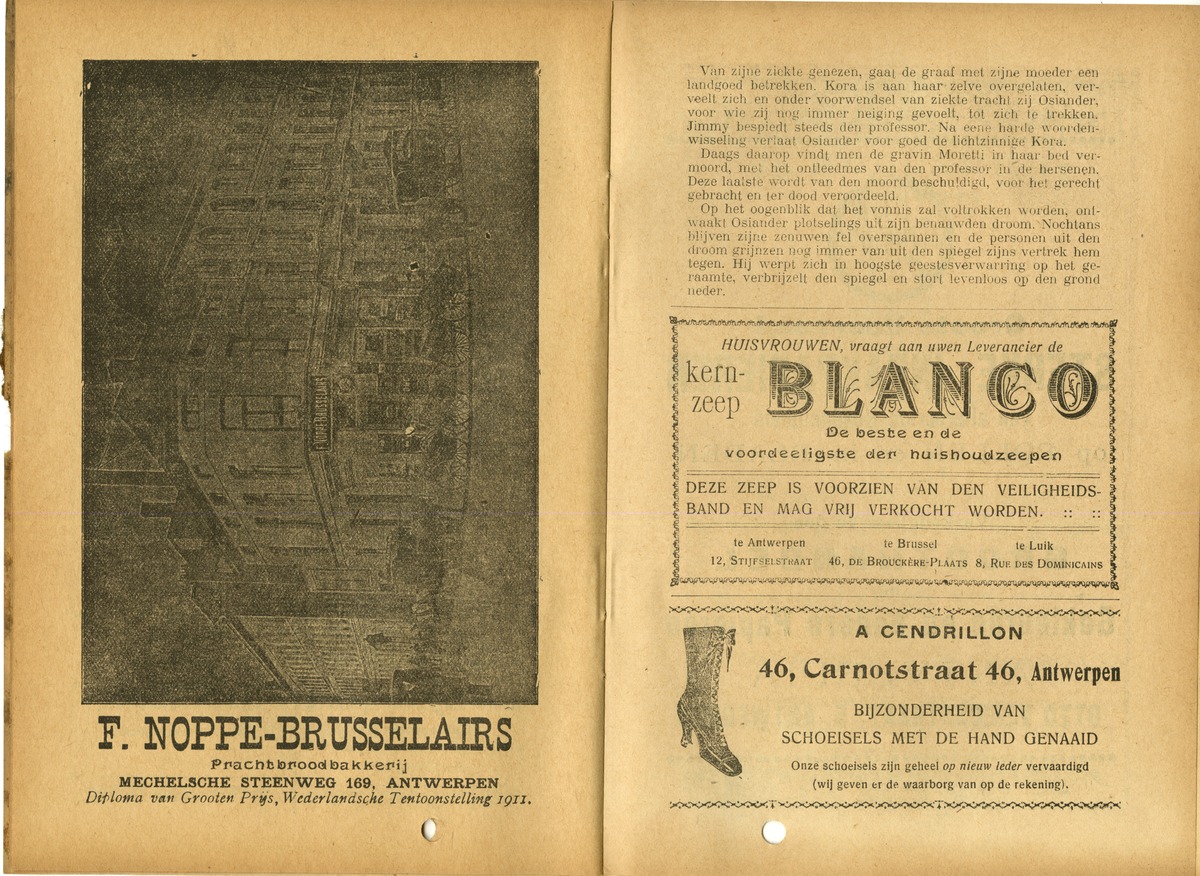 F. NOPPE-BRUSSELAIRS
F. NOPPE-BRUSSELAIRS
Prachtbroodbakkerij
MECHELSCHE STEENWEG 169, ANTWERPEN
Diploma van Grooten Prijs, Wederlandsche Tentoonstelling 1911.
Van zijne ziekte genezen, gaat de graaf met zijne moeder een
landgoed betrekken. Kora is aan haar zelve overgelaten, ver-
veelt zich en onder voorwendsel van ziekte tracht zij Osiander,
voor wie zij nog immer neiging gevoelt, tot zich te trekken.
Jimmy bespiedt steeds den professor. Na eene harde woorden-
wisseling verlaat Osiander voor goed de lichtzinnige Kora.
Daags daarop vindt men de gravin Moretti in haar bed ver-
moord, met het ontleedmes van den professor in de hersenen.
Deze laatste wordt van den moord beschuldigd, voor het gerecht
gebracht en ter dood veroordeeld.
Op het oogenblik dat het vonnis zal voltrokken worden, ont-
waakt Osiander plotselings uit zijn benauwden droom. Nochtans
blijven zijne zenuwen fel overspannen en de personen uit den
droom grijnzen nog immer van uit den spiegel zijns vertrek hem
tegen. Hij werpt zich in hoogste geestesverwarring op het ge-
raamte, verbrijzelt den spiegel en stort levenloos op den grond
neder.
HUISVROUWEN, vraagt aan uwen Leverancier de
kern-
zeep BLANCO
De beste en de
voordeeligste der huishoudzeepen
DEZE ZEEP IS VOORZIEN VAN DEN VEILIGHEIDS-
BAND EN MAG VRIJ VERKOCHT WORDEN. :: ::
te Antwerpen te Brussel te Luik
12, STIJFSELSTRAAT 46, DE BROUCKÈRE-PLAATS 8, RUE DES DOMINICAINS
A CENDRILLON
46, Carnotstraat 46, Antwerpen
BIJZONDERHEID VAN
SCHOEISELS MET DE HAND GENAAID
Onze schoeisels zijn geheel op nieuw leder vervaardigd
(wij geven er de waarborg van op de rekening).